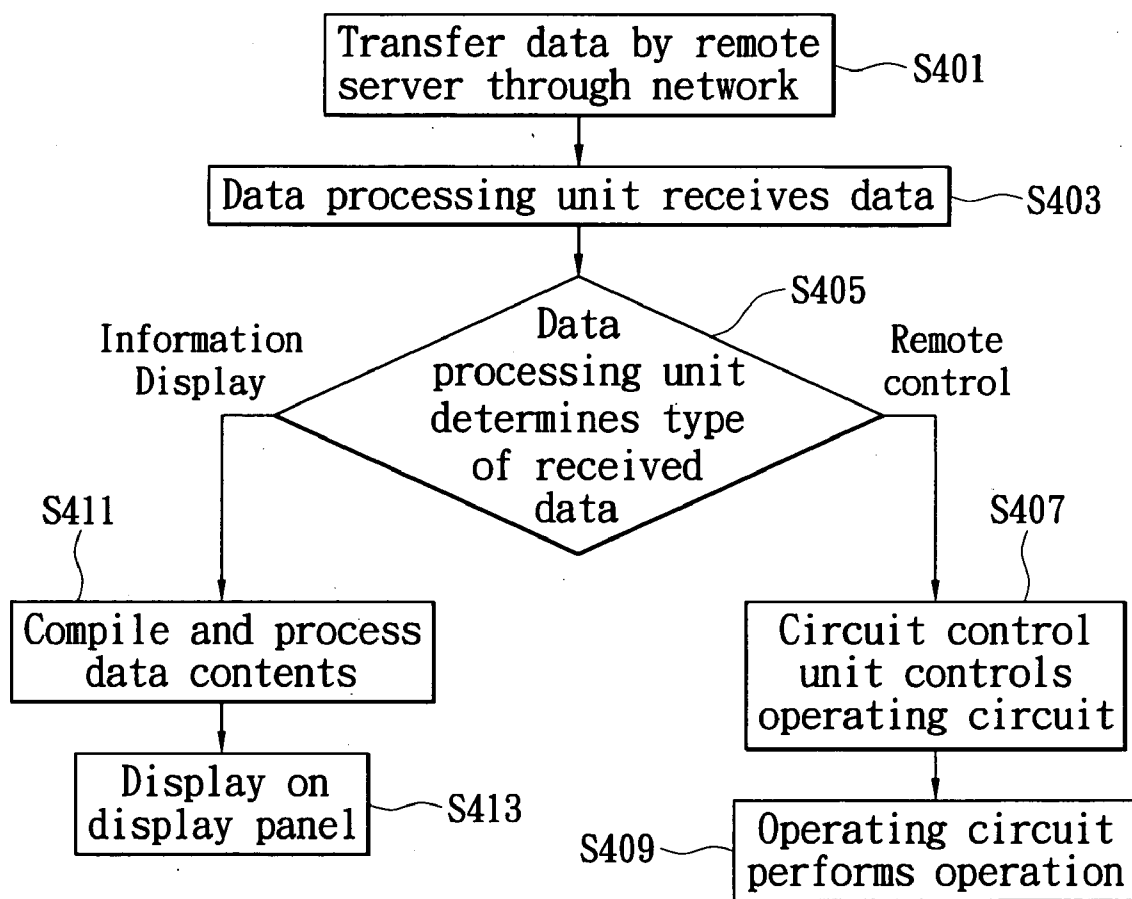 Transfer data by remote
server through network
S401
Data processing unit receives data
S403
S405
Data
processing unit
determines type
of received
data
Information
Display
Remote
control
S411
Compile and process
data contents
S407
Circuit control
unit controls
operating circuit
Display on
display panel
S413
S409
Operating circuit
performs operation